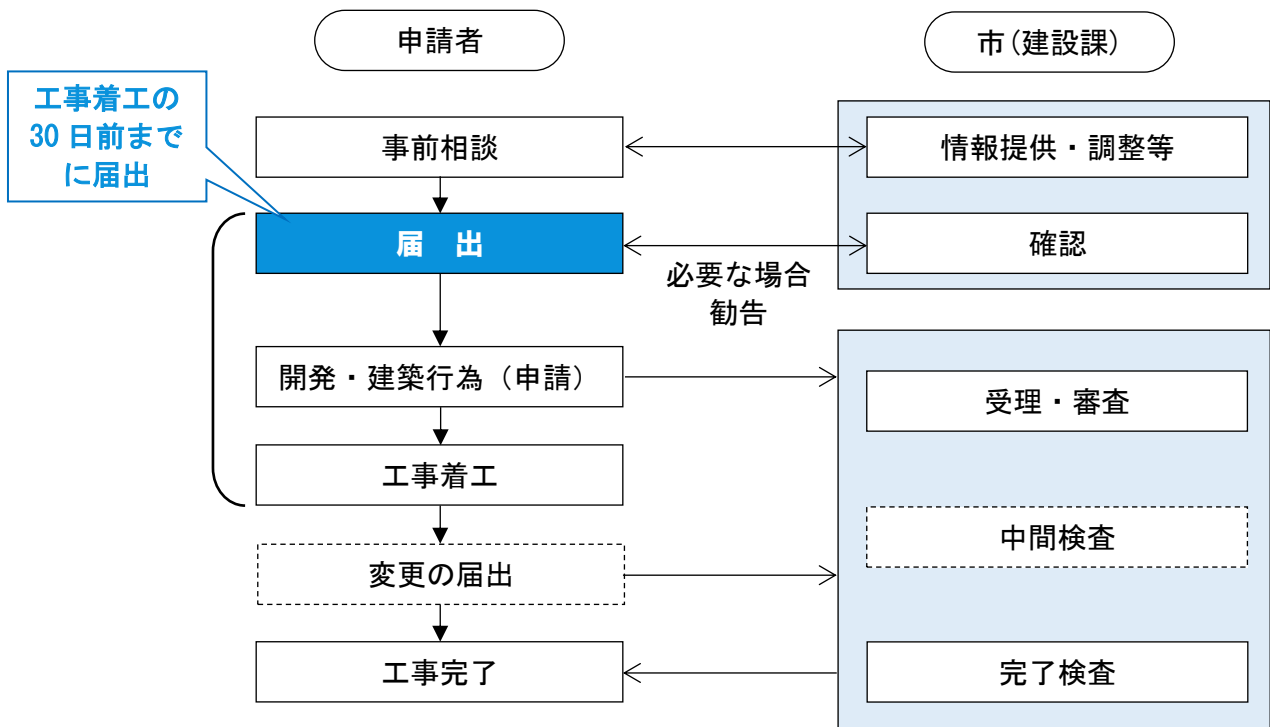 申請者
市(建設課)
工事着工の
30日前まで
に届出
事前相談
情報提供・調整等
届 出
確認
必要な場合
勧告
開発・建築行為（申請）
受理・審査
工事着工
中間検査
変更の届出
工事完了
完了検査